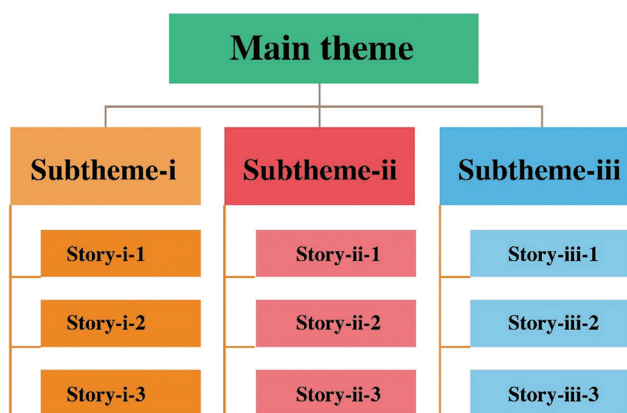 Main theme
Subtheme-i
Subtheme-ii
Subtheme-iii
Story-i-1
Story-ii-1
Story-iii-1
Story-i-2
Story-ii-2
Story-iii-2
Story-i-3
Story-ii-3
Story-iii-3